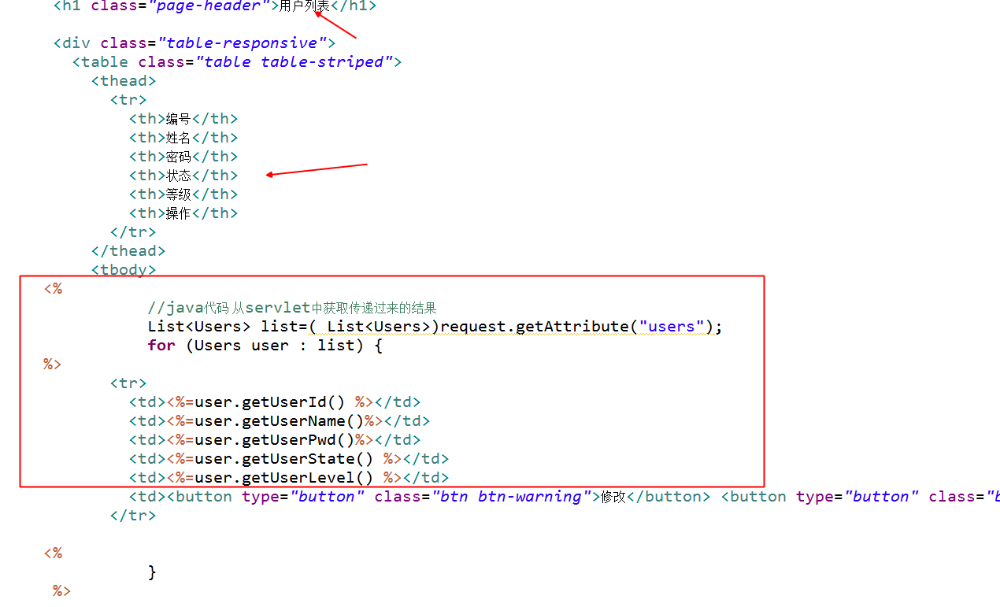 <h1 class="page-header">用户列表</h1>
<div class="table-responsive">
<table class="table table-striped">
<thead>
<tr>
<th>编号</th>
<th>姓名</th>
<th>密码</th>
<th>状态</th>
<th>等级</th>
<th>操作</th>
</tr>
</thead>
<tbody>
<%
//java代码 从servlet中获取传递过来的结果
List<Users> list=( List<Users>)request.getAttribute("users");
for (Users user : list) {
%>
<tr>
<td><%=user.getUserId() %></td>
<td><%=user.getUserName()%></td>
<td><%=user.getUserPwd()%></td>
<td><%=user.getUserState() %></td>
<td><%=user.getUserLevel() %></td>
<td><button type="button" class="btn btn-warning">修改</button> <button type="button" class="b
</tr>
<%
}
%>